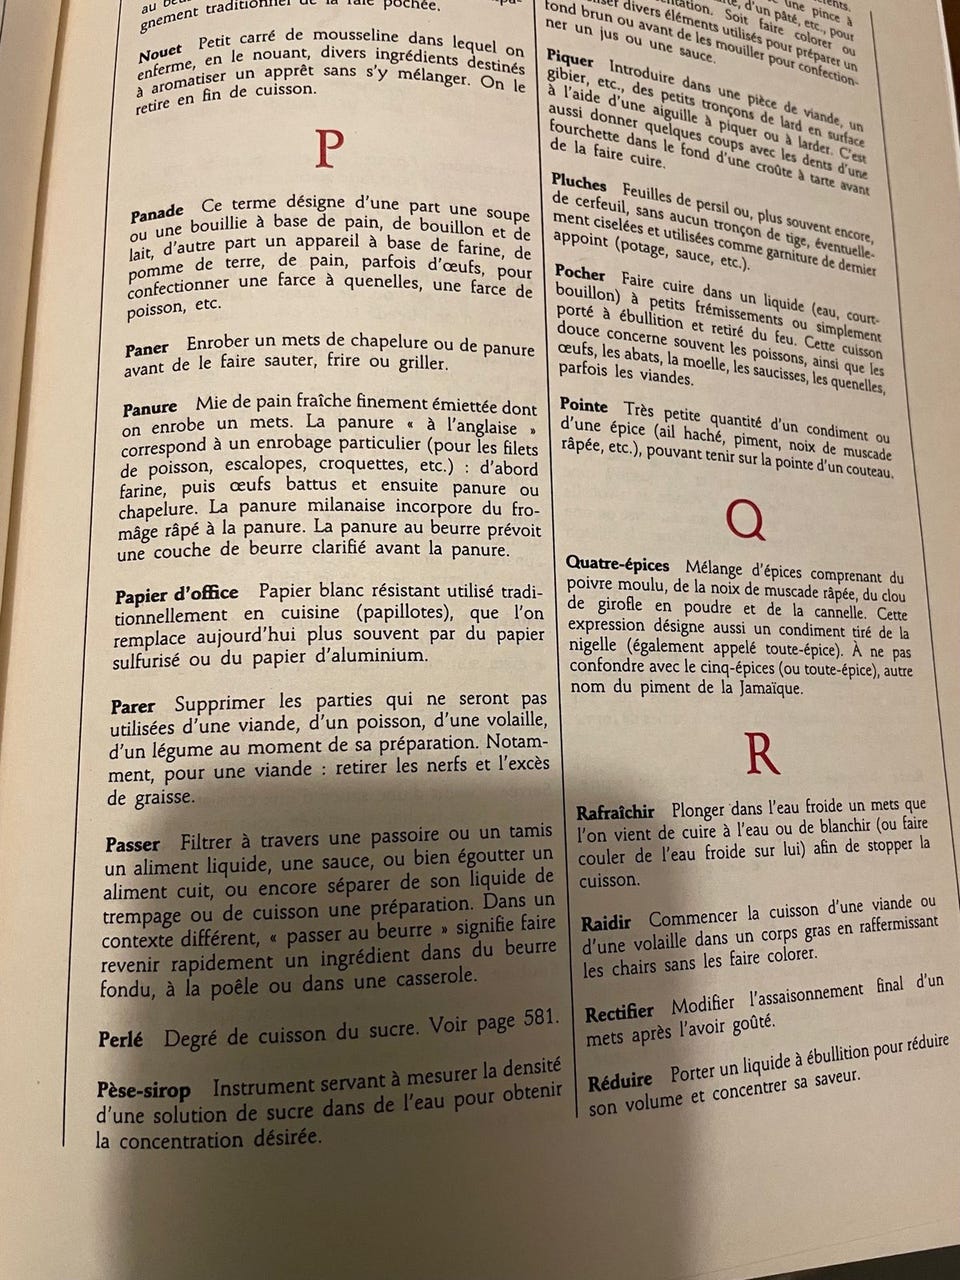 gnement traditionnel de la raie pochée.
Nouet Petit carré de mousseline dans lequel on
enferme, en le nouant, divers ingrédients destinés
à aromatiser un apprêt sans s'y mélanger. On le
retire en fin de cuisson.
P
Panade Ce terme désigne d'une part une soupe
ou une bouillie à base de pain, de bouillon et de
lait, d'autre part un appareil à base de farine, de
pomme de terre, de pain, parfois d'œufs, pour
confectionner une farce à quenelles, une farce de
poisson, etc.
Paner Enrober un mets de chapelure ou de panure
avant de le faire sauter, frire ou griller.
Panure Mie de pain fraîche finement émiettée dont
on enrobe un mets. La panure « à l'anglaise »
correspond à un enrobage particulier (pour les filets
de poisson, escalopes, croquettes, etc.) : d'abord
farine, puis œufs battus et ensuite panure ou
chapelure. La panure milanaise incorpore du fro-
mâge râpé à la panure. La panure au beurre prévoit
une couche de beurre clarifié avant la panure.
Papier d'office Papier blanc résistant utilisé tradi-
tionnellement en cuisine (papillotes), que l'on
remplace aujourd'hui plus souvent par du papier
sulfurisé ou du papier d'aluminium.
Parer Supprimer les parties qui ne seront pas
utilisées d'une viande, d'un poisson, d'une volaille,
d'un légume au moment de sa préparation. Notam-
ment, pour une viande : retirer les nerfs et l'excès
de graisse.
Passer Filtrer à travers une passoire ou un tamis
un aliment liquide, une sauce, ou bien égoutter un
aliment cuit, ou encore séparer de son liquide de
trempage ou de cuisson une préparation. Dans un
contexte différent, « passer au beurre » signifie faire
revenir rapidement un ingrédient dans du beurre
fondu, à la poêle ou dans une casserole.
Perlé Degré de cuisson du sucre. Voir page 581.
Pèse-sirop Instrument servant à mesurer la densité
d'une solution de sucre dans de l'eau pour obtenir
la concentration désirée.
une pince à
d'un pâté, etc., pour
Soit faire colorer ou
divers éléments utilisés pour préparer un
fond brun ou avant de les mouiller pour confection-
ner un jus ou une sauce.
Piquer Introduire dans une pièce de viande, un
gibier, etc., des petits tronçons de lard en surface
à l'aide d'une aiguille à piquer ou à larder. C'est
aussi donner quelques coups avec les dents d'une
fourchette dans le fond d'une croûte à tarte avant
de la faire cuire.
Pluches Feuilles de persil ou, plus souvent encore,
de cerfeuil, sans aucun tronçon de tige, éventuelle-
ment ciselées et utilisées comme garniture de dernier
appoint (potage, sauce, etc.).
Pocher Faire cuire dans un liquide (eau, court-
bouillon) à petits frémissements ou simplement
porté à ébullition et retiré du feu. Cette cuisson
douce concerne souvent les poissons, ainsi que les
œufs, les abats, la moelle, les saucisses, les quenelles,
parfois les viandes.
Pointe Très petite quantité d'un condiment ou
d'une épice (ail haché, piment, noix de muscade
râpée, etc.), pouvant tenir sur la pointe d'un couteau.
Q
Quatre-épices Mélange d'épices comprenant du
poivre moulu, de la noix de muscade râpée, du clou
de girofle en poudre et de la cannelle. Cette
expression désigne aussi un condiment tiré de la
nigelle (également appelé toute-épice). À ne pas
confondre avec le cinq-épices (ou toute-épice), autre
nom du piment de la Jamaïque.
R
Rafraîchir Plonger dans l'eau froide un mets que
l'on vient de cuire à l'eau ou de blanchir (ou faire
couler de l'eau froide sur lui) afin de stopper la
cuisson.
Raidir Commencer la cuisson d'une viande ou
d'une volaille dans un corps gras en raffermissant
les chairs sans les faire colorer.
Rectifier Modifier l'assaisonnement final d'un
mets après l'avoir goûté.
Réduire Porter un liquide à ébullition pour réduire
son volume et concentrer sa saveur.